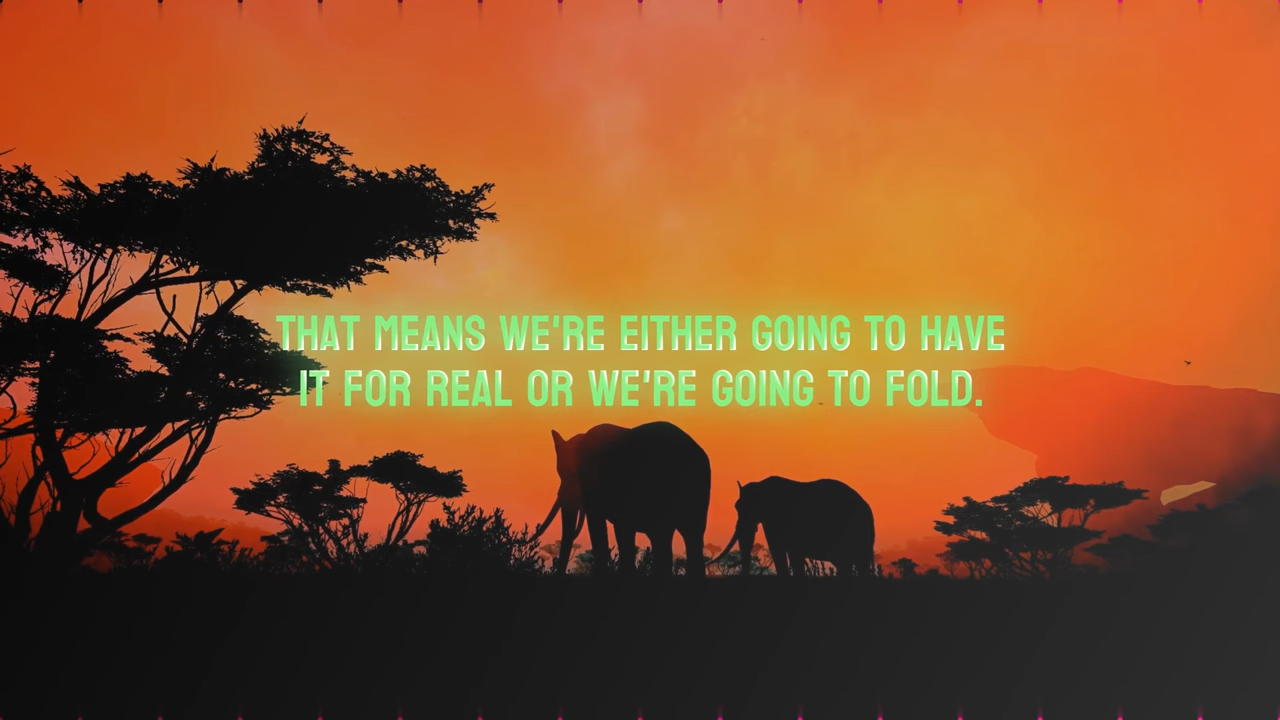 THAT MEANS WE'RE EITHER GOING TO HAVE
IT FOR REAL OR WE'RE GOING TO FOLD.